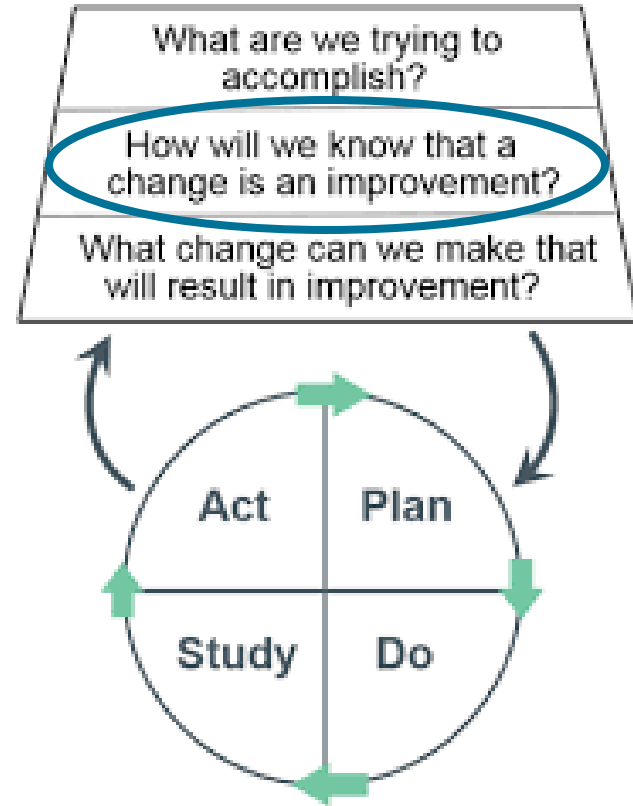 What are we trying to
accomplish?
How will we know that a
change is an improvement?
What change can we make that
will result in improvement?
Act
Plan
Study
Do